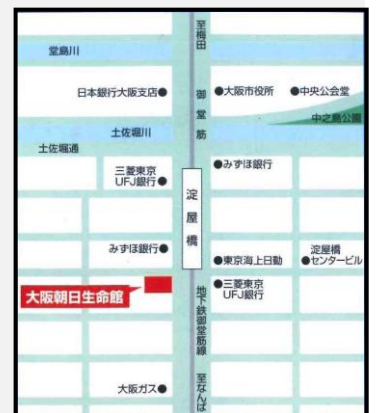 至梅田
堂島川
日本銀行大阪支店●
御堂筋
●大阪市役所
●中央公会堂
中之島公園
土佐堀川
土佐堀通
三菱東京
UFJ銀行●
淀屋橋
●みずほ銀行
みずほ銀行●
●東京海上日動
淀屋橋
●センタービル
大阪朝日生命館
●三菱東京
UFJ銀行
地下鉄御堂筋線
大阪ガス●
至なんば